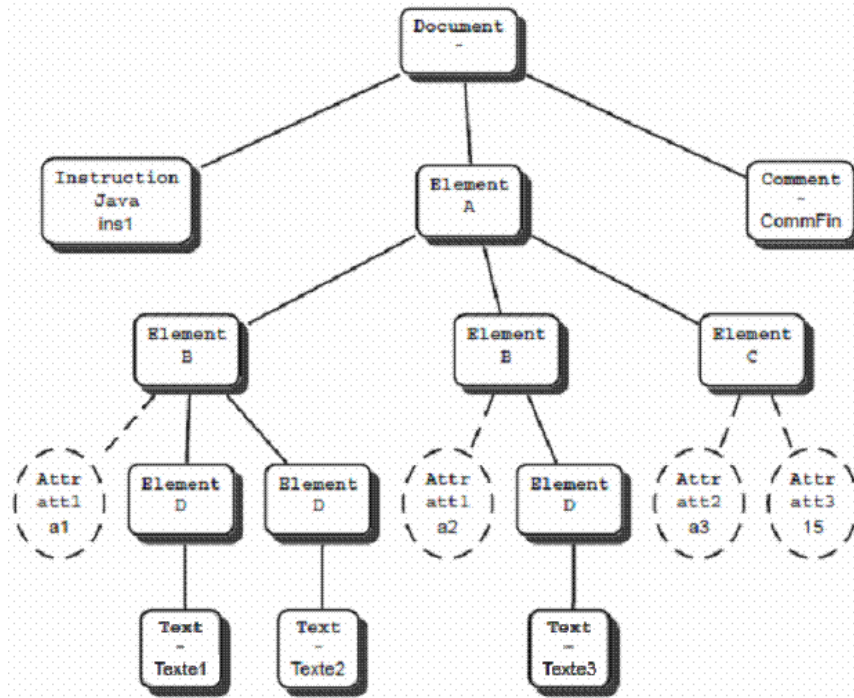 Document
-
Instruction
Java
ins1
Element
A
Comment
-
CommFin
Element
B
Element
B
Element
C
Attr
att1
a1
Element
D
Element
D
Attr
att1
a2
Element
D
Attr
att2
a3
Attr
att3
15
Text
-
Texte1
Text
-
Texte2
Text
-
Texte3